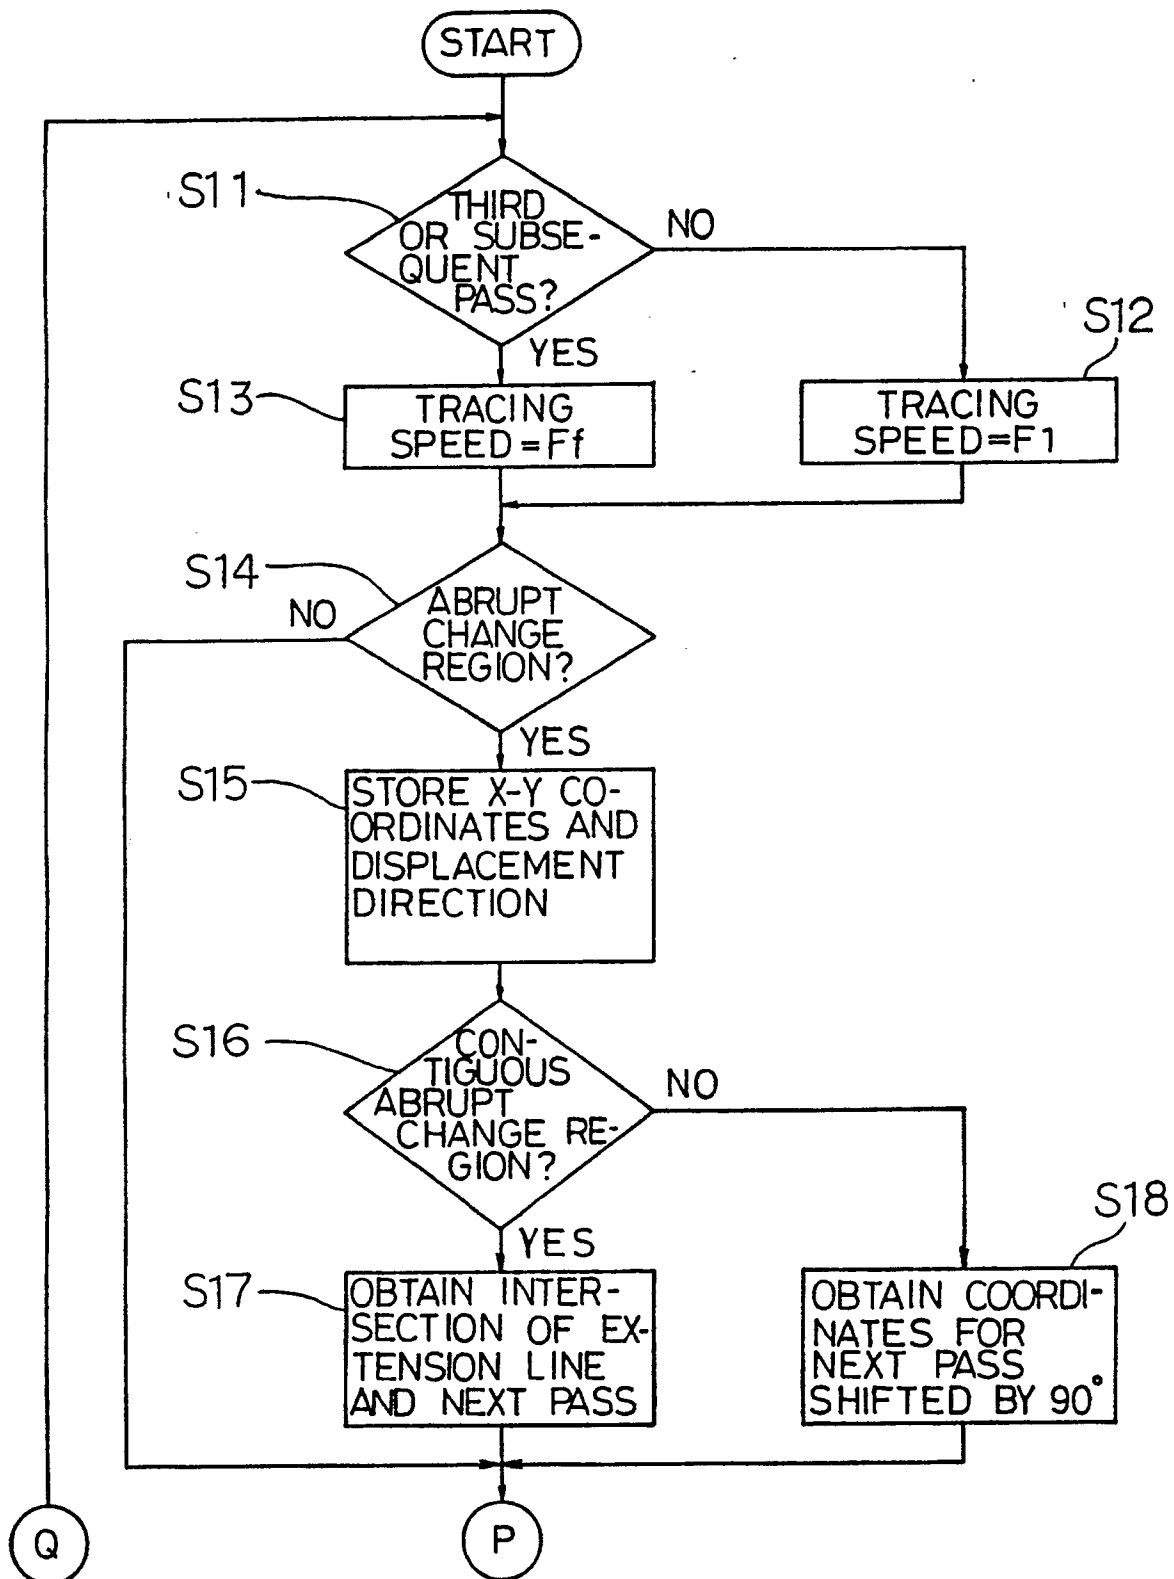 START
S11
THIRD
OR SUBSE-
QUENT
PASS?
NO
YES
S12
S13
TRACING
SPEED=Ff
TRACING
SPEED=F1
S14
NO
ABRUPT
CHANGE
REGION?
YES
S15
STORE X-Y CO-
ORDINATES AND
DISPLACEMENT
DIRECTION
S16
CON-
TIGUOUS
ABRUPT
CHANGE RE-
GION?
NO
YES
S17
OBTAIN INTER-
SECTION OF EX-
TENSION LINE
AND NEXT PASS
S18
OBTAIN COORDI-
NATES FOR
NEXT PASS
SHIFTED BY 90°
Q
P